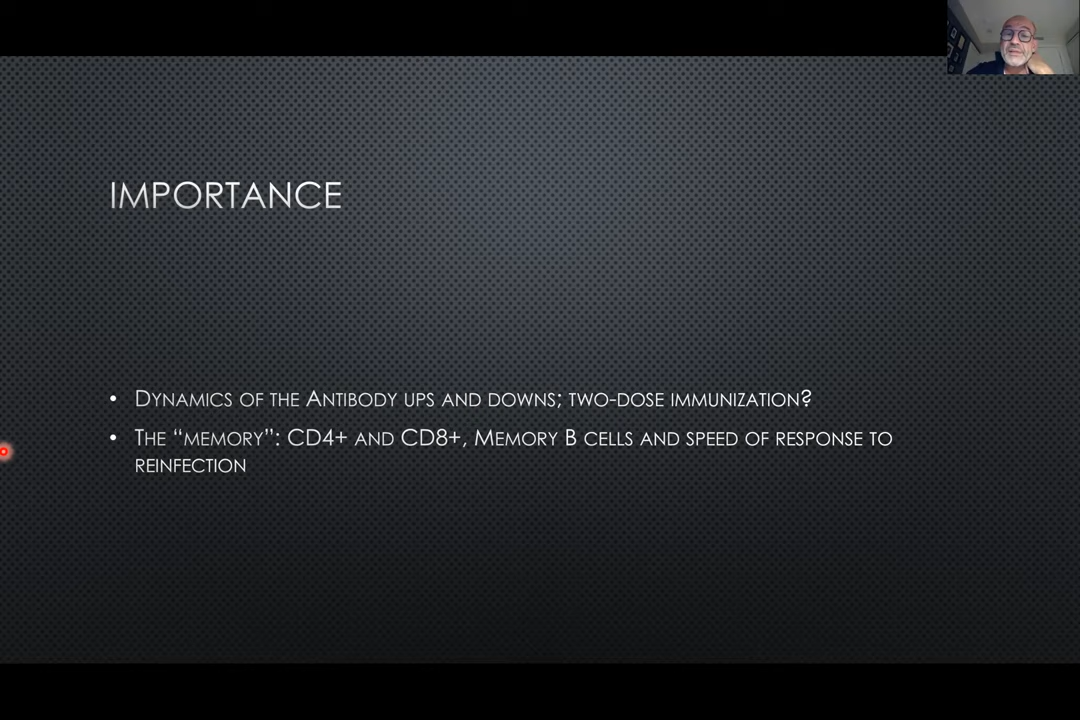 IMPORTANCE
• Dynamics of the Antibody ups and downs; two-dose immunization?
• The “memory”: CD4+ and CD8+, Memory B cells and speed of response to
reinfection